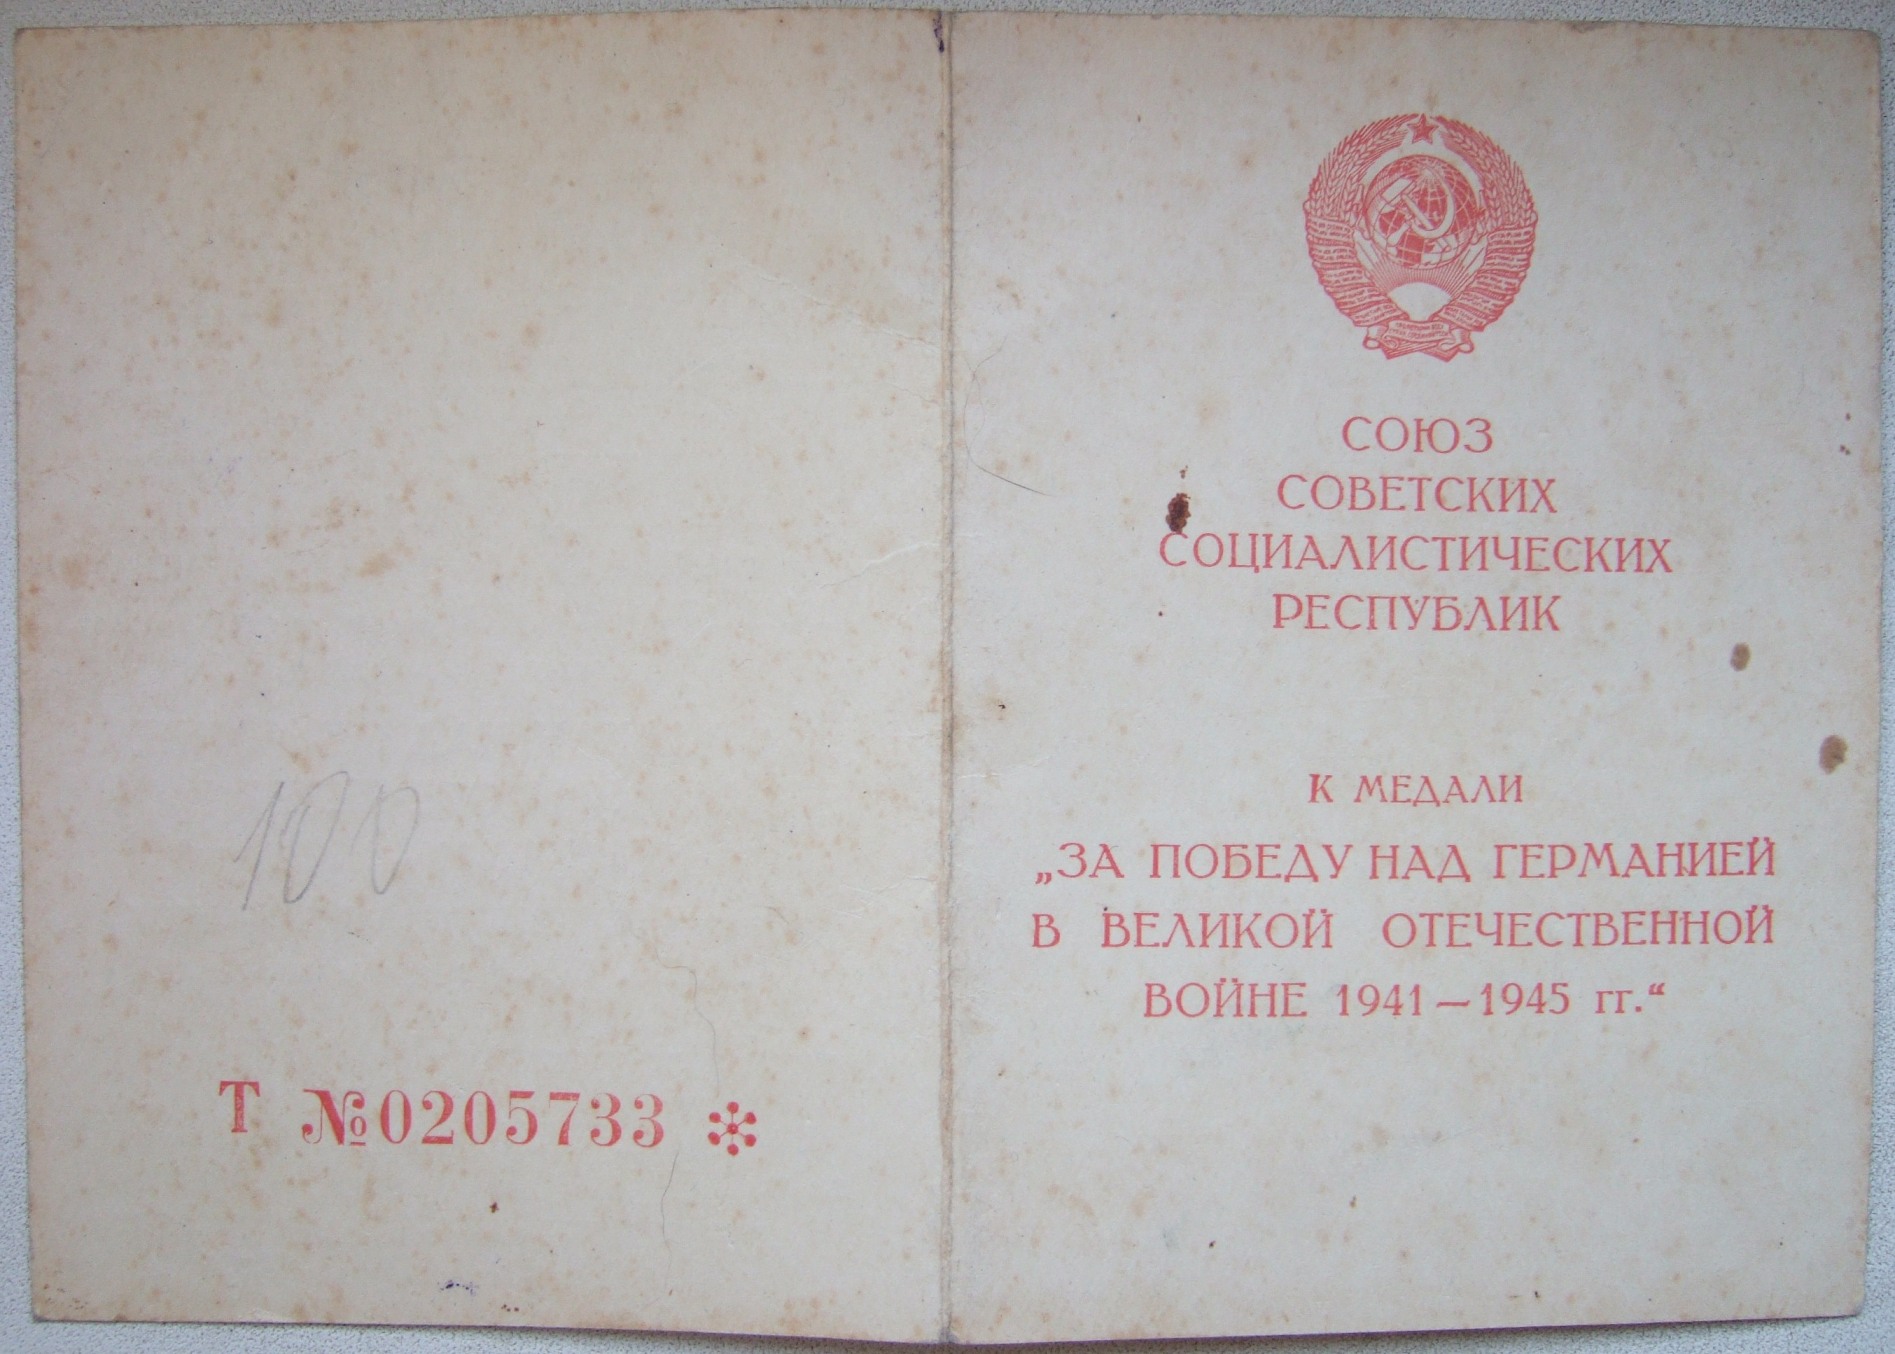 100
Т №0205733
СОЮЗ
СОВЕТСКИХ
СОЦИАЛИСТИЧЕСКИХ
РЕСПУБЛИК
К МЕДАЛИ
„ЗА ПОБЕДУ НАД ГЕРМАНИЕЙ
В ВЕЛИКОЙ ОТЕЧЕСТВЕННОЙ
ВОЙНЕ 1941—1945 гг.“